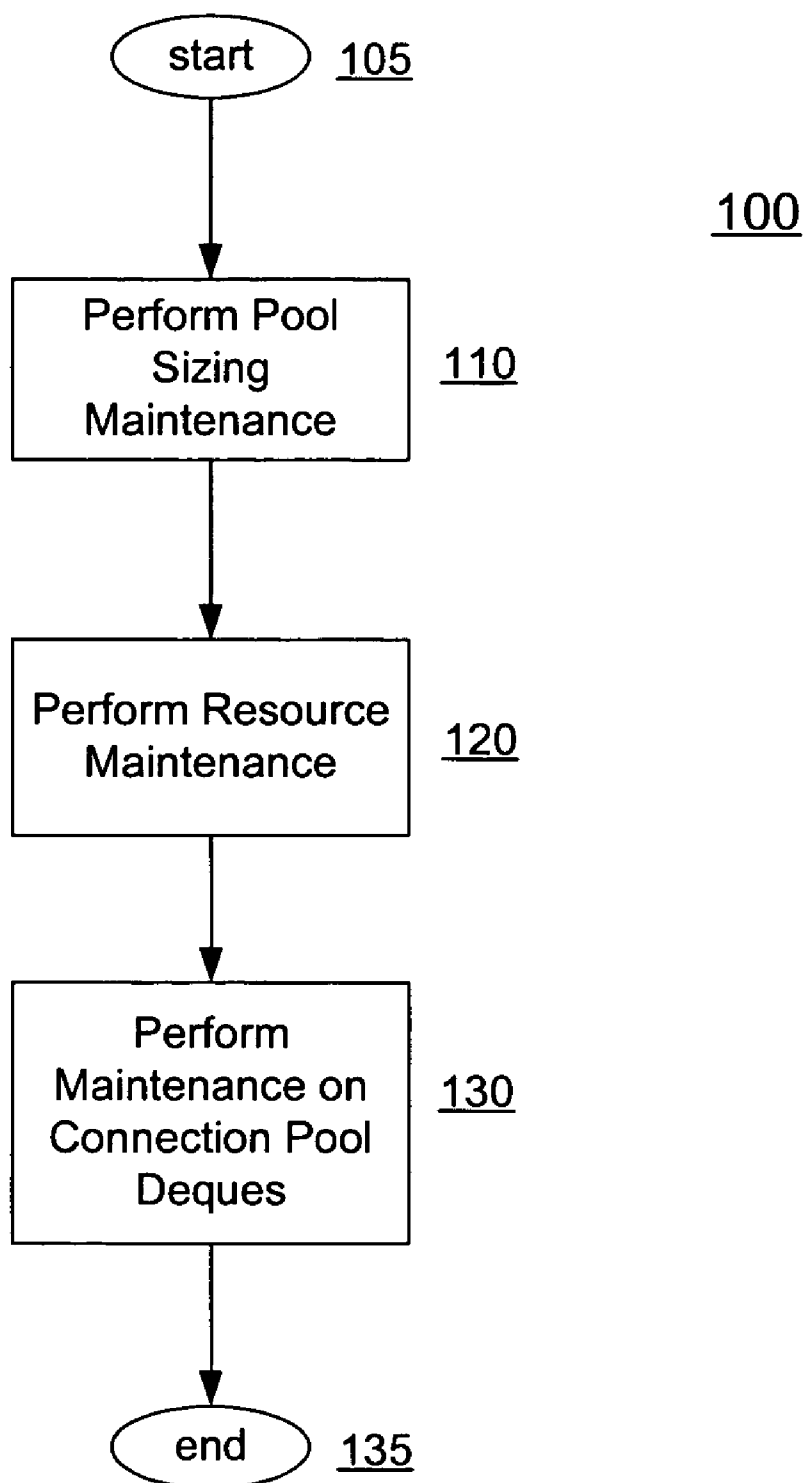 start 105
100
Perform Pool
Sizing
Maintenance
110
Perform Resource
Maintenance
120
Perform
Maintenance on
Connection Pool
Deques
130
end 135